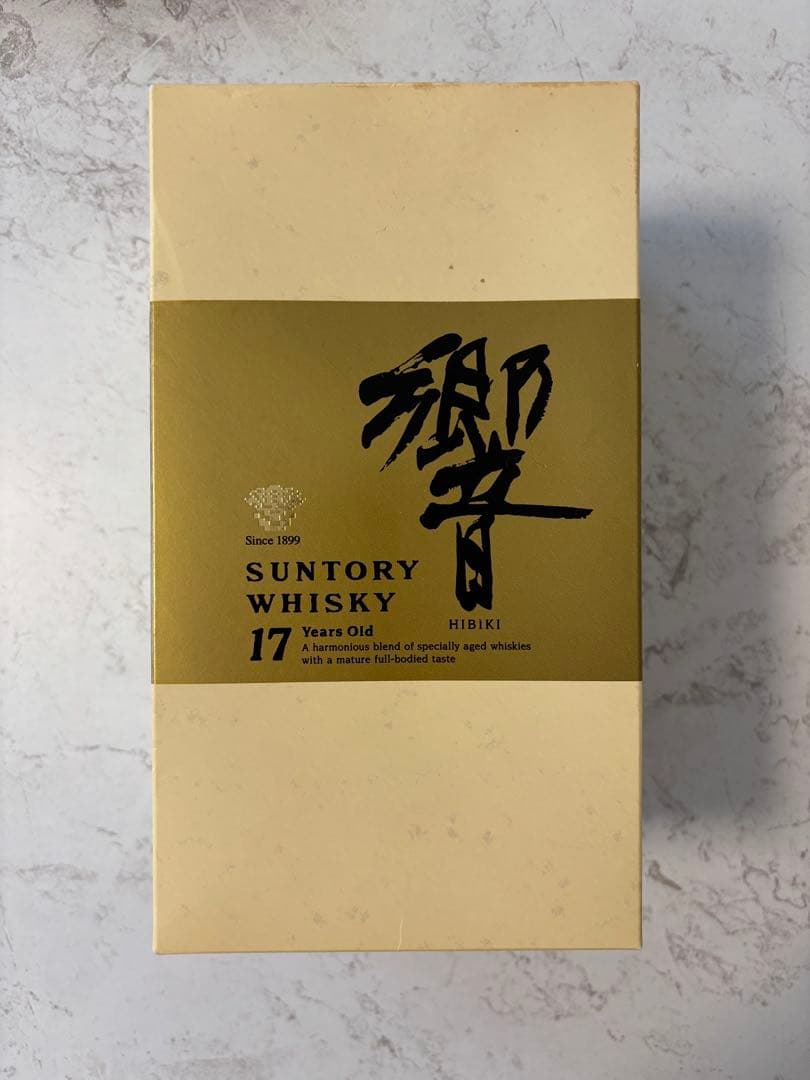 響
Since 1899
SUNTORY
WHISKY
HIBIKI
17 Years Old
A harmonious blend of specially aged whiskies
with a mature full-bodied taste